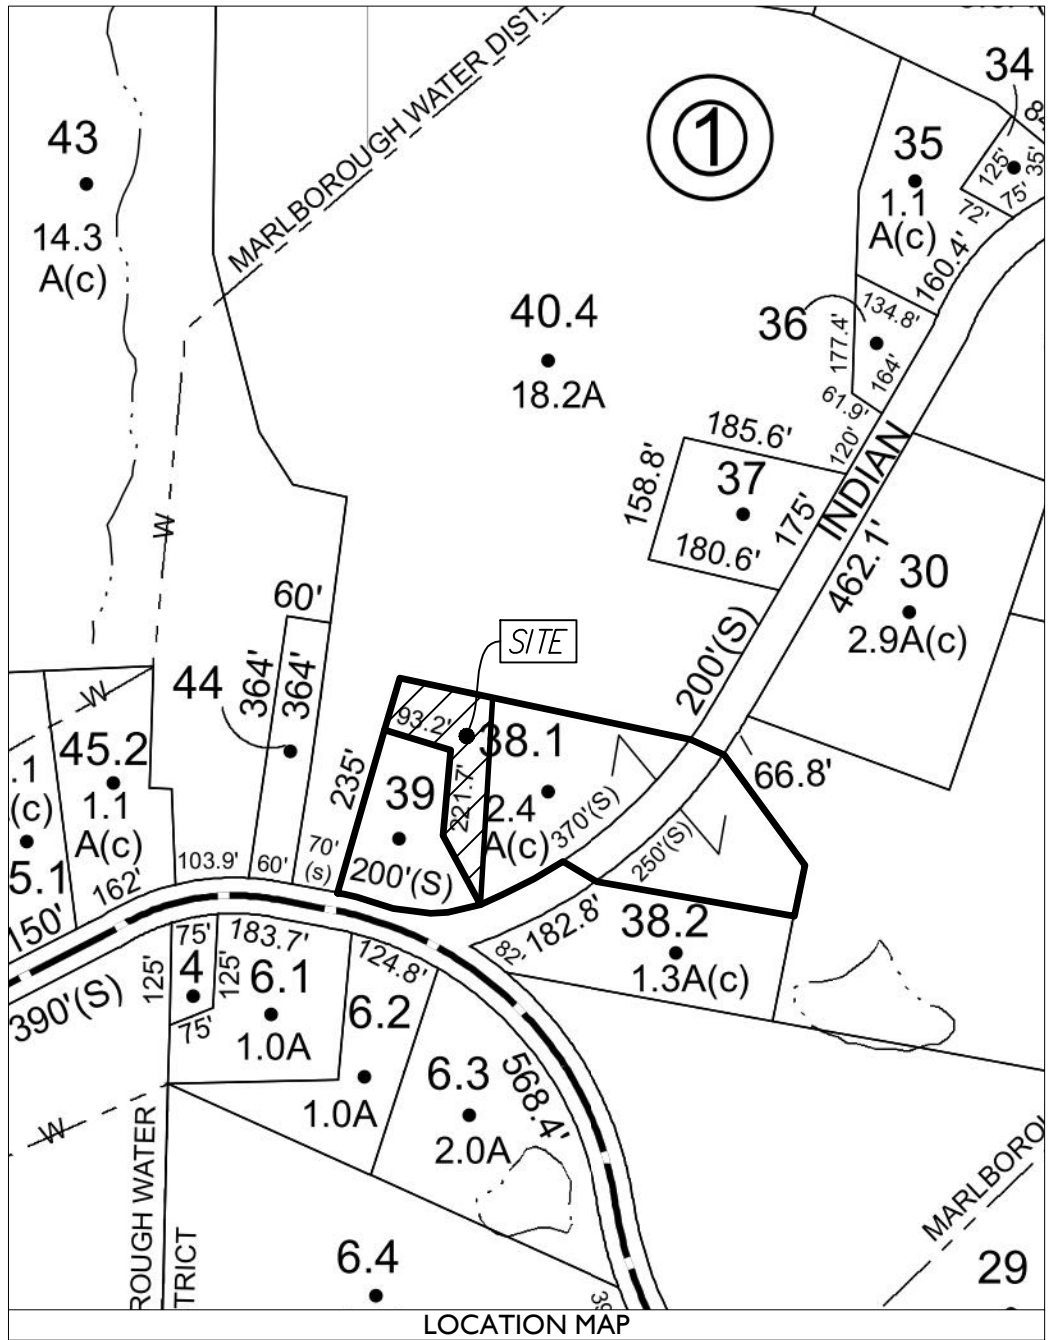 MARLBOROUGH WATER DIST.
1
34
43
14.3
A(c)
35
1.1
A(c)
125'
35'
75'
72'
160.4'
40.4
18.2A
36
134.8'
177.4'
164'
61.9'
120'
185.6'
158.8'
37
175'
180.6'
INDIAN
462.1'
30
2.9A(c)
W
60'
SITE
200'(S)
44
364'
364'
93.2'
38.1
W
45.2
1.1
A(c)
.1
(c)
5.1
235'
39
221.7'
2.4
A(c)
370'(S)
66.8'
250'(S)
103.9'
60'
70'
(s)
200'(S)
162'
150'
182.8'
38.2
1.3A(c)
82'
75'
183.7'
124.8'
125'
4
125'
75'
6.1
1.0A
390'(S)
6.2
1.0A
6.3
2.0A
568.4'
W
ROUGH WATER
TRICT
MARLBORO
6.4
29
39
LOCATION MAP